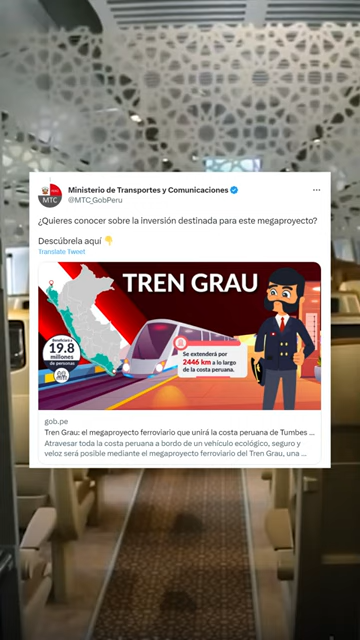 Ministerio de Transportes y Comunicaciones
MTC
@MTC_GobPeru
¿Quieres conocer sobre la inversión destinada para este megaproyecto?
Descúbrela aquí 👇
Translate Tweet
TREN GRAU
Beneficiará a
19.8
millones
de personas
Se extenderá por
2446 km a lo largo
de la costa peruana.
gob.pe
Tren Grau: el megaproyecto ferroviario que unirá la costa peruana de Tumbes ...
Atravesar toda la costa peruana a bordo de un vehículo ecológico, seguro y
veloz será posible mediante el megaproyecto ferroviario del Tren Grau, una ...